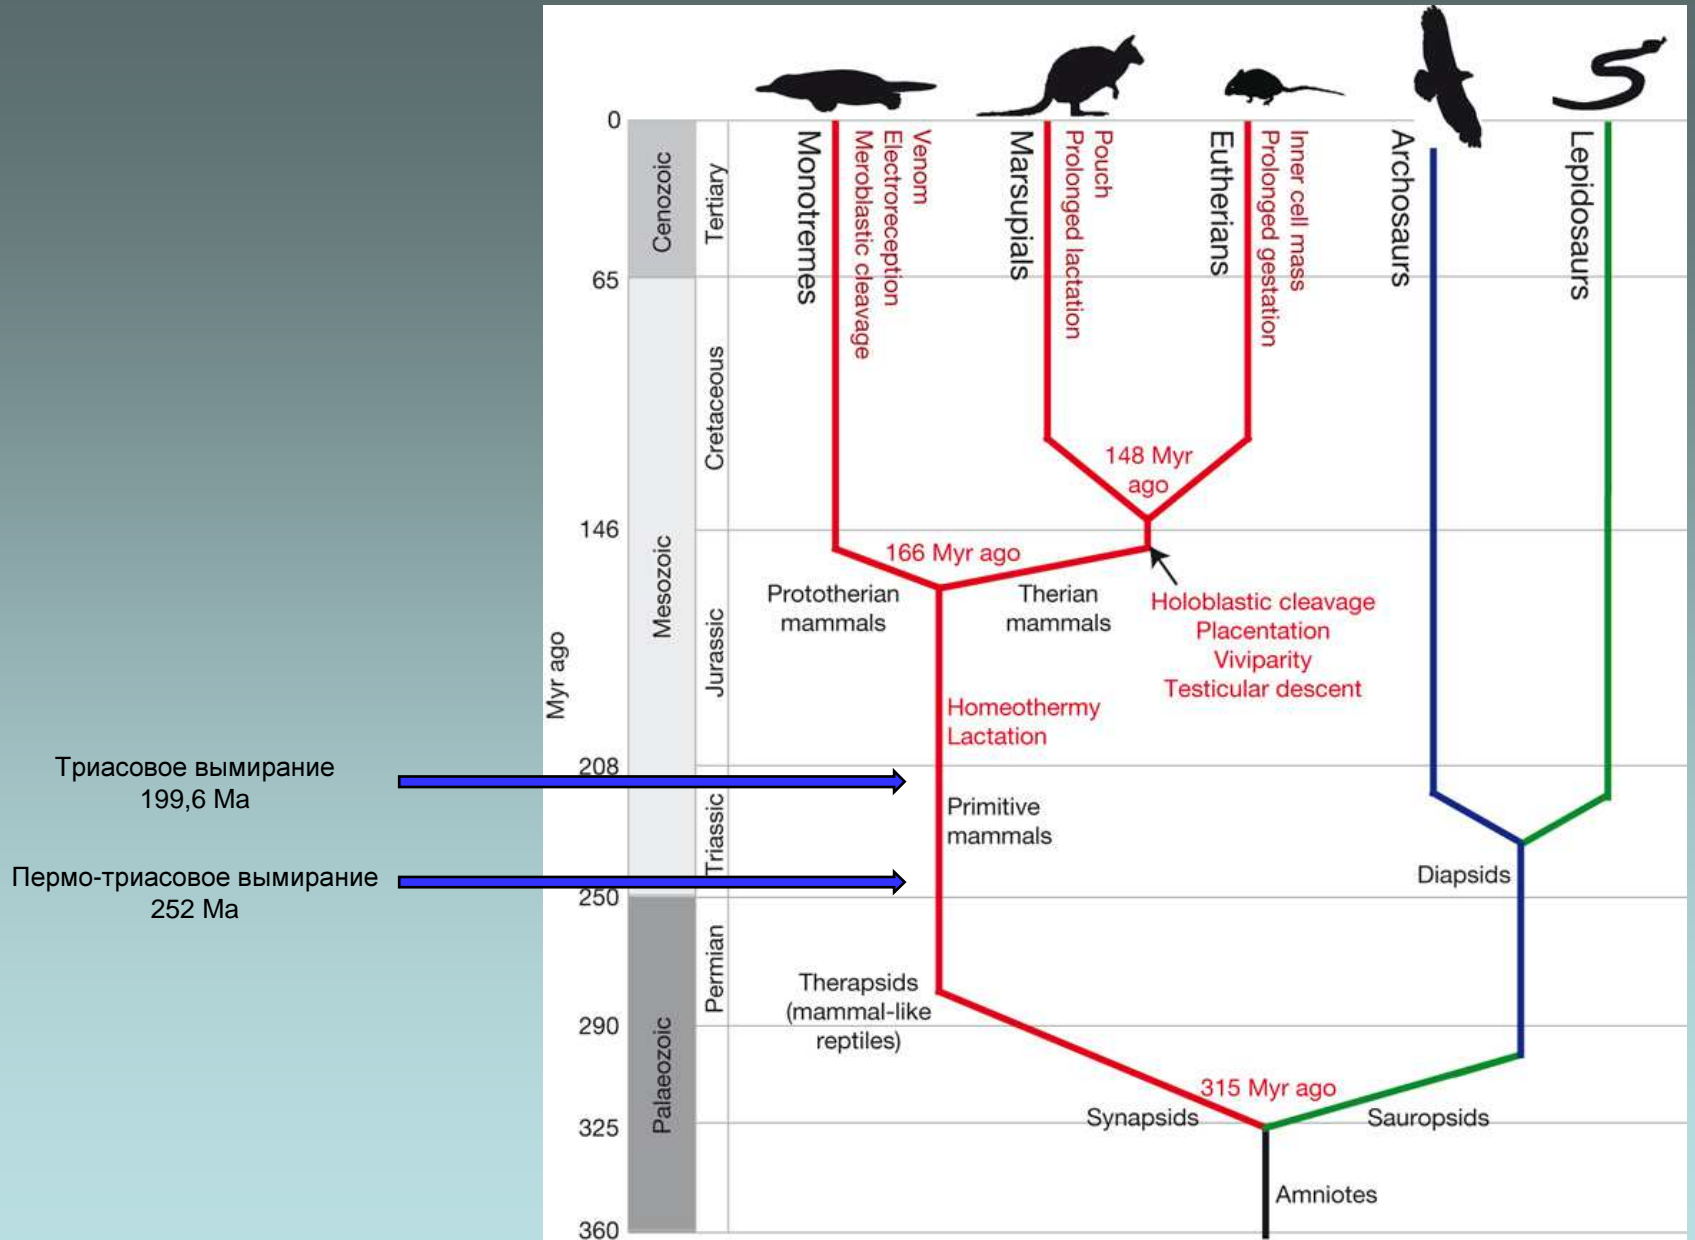 0
65
146
208
250
290
325
360
Myr ago
Cenozoic
Mesozoic
Palaeozoic
Tertiary
Cretaceous
Jurassic
Triassic
Permian
Monotremes
Venom
Electroreception
Meroblastic cleavage
Marsupials
Pouch
Prolonged lactation
Eutherians
Inner cell mass
Prolonged gestation
Archosaurs
Lepidosaurs
148 Myr
ago
166 Myr ago
Prototherian
mammals
Therian
mammals
Holoblastic cleavage
Placentation
Viviparity
Testicular descent
Homeothermy
Lactation
Триасовое вымирание
199,6 Ма
Primitive
mammals
Пермо-триасовое вымирание
252 Ма
Diapsids
Therapsids
(mammal-like
reptiles)
315 Myr ago
Synapsids
Sauropsids
Amniotes